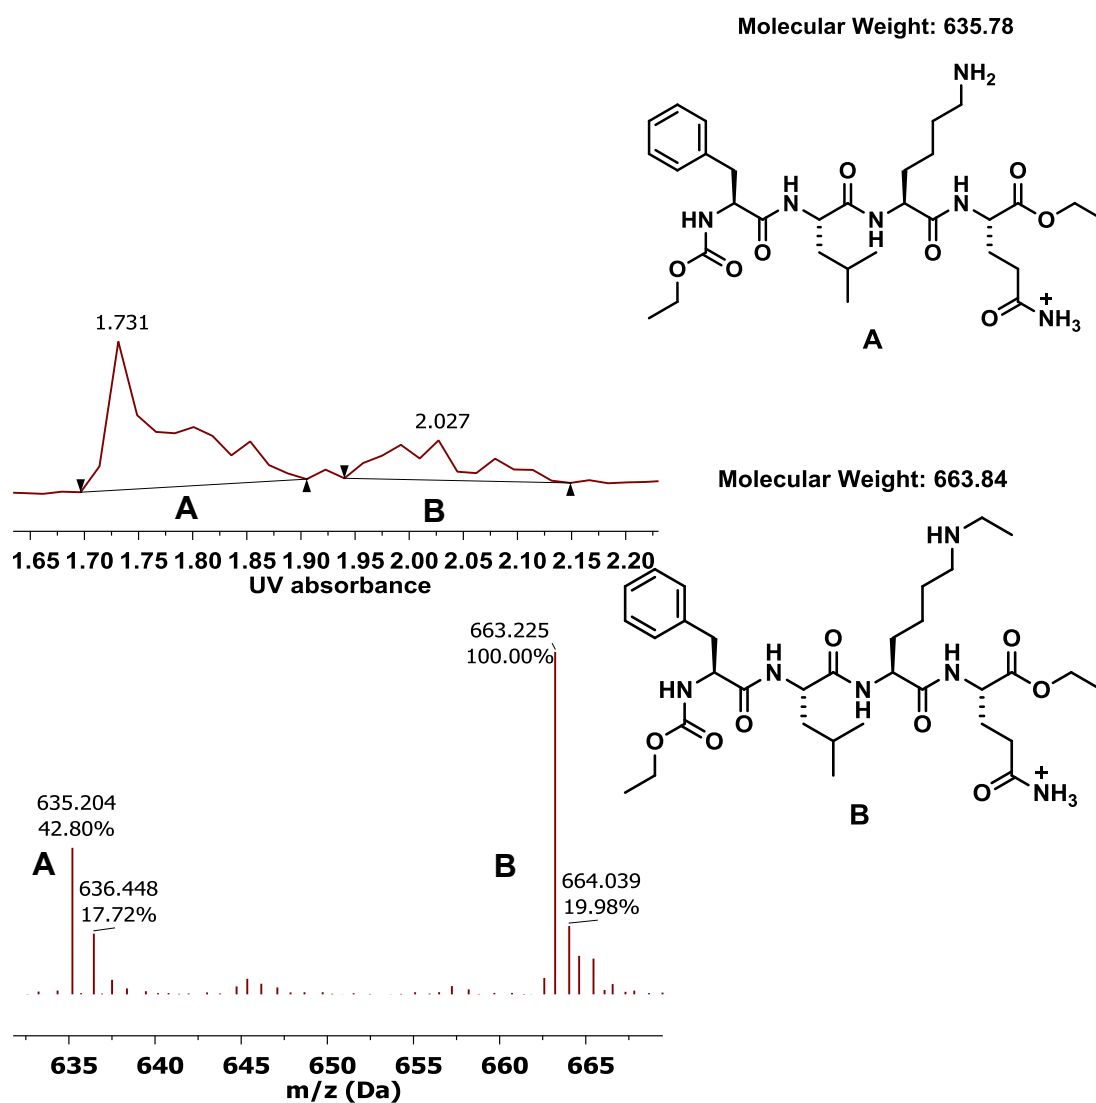 Molecular Weight: 635.78
NH2
H
N
O
H
N
O
HN
O
N
H
O
O
O
O
O
+
NH3
A
1.731
2.027
A
B
1.65 1.70 1.75 1.80 1.85 1.90 1.95 2.00 2.05 2.10 2.15 2.20
UV absorbance
Molecular Weight: 663.84
HN
H
N
O
H
N
O
HN
O
N
H
O
O
O
O
O
+
NH3
B
663.225
100.00%
635.204
42.80%
A
636.448
17.72%
B
664.039
19.98%
635 640 645 650 655 660 665
m/z (Da)